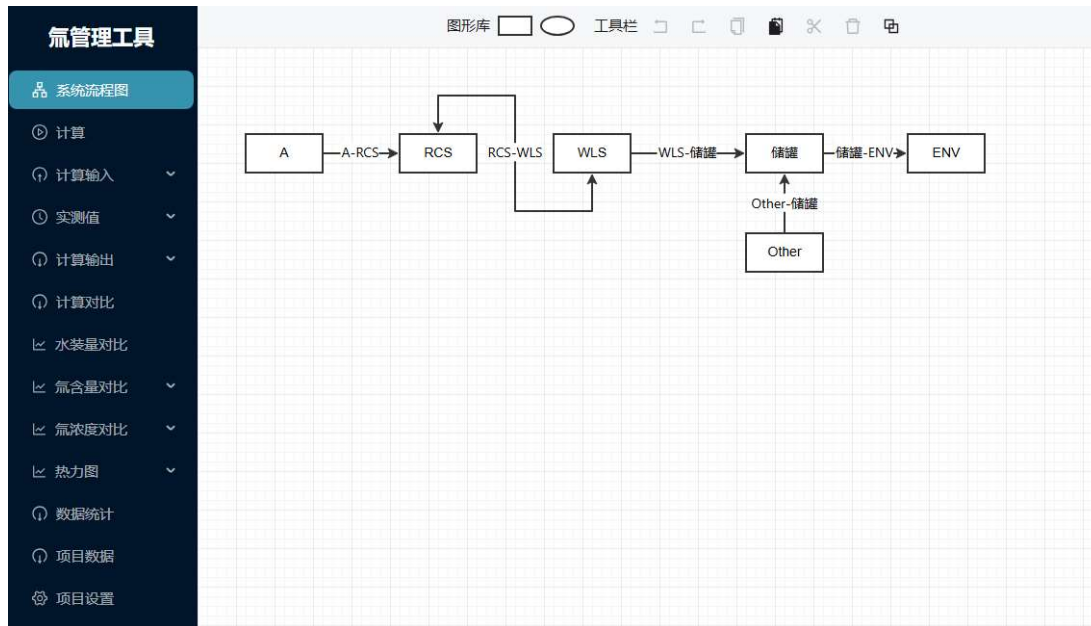 氚管理工具
系统流程图
计算
计算输入
实测值
计算输出
计算对比
水装量对比
氚含量对比
氚浓度对比
热力图
数据统计
项目数据
项目设置
图形库 工具栏
A A-RCS RCS RCS-WLS WLS WLS-储罐 储罐 储罐-ENV ENV
Other-储罐
Other